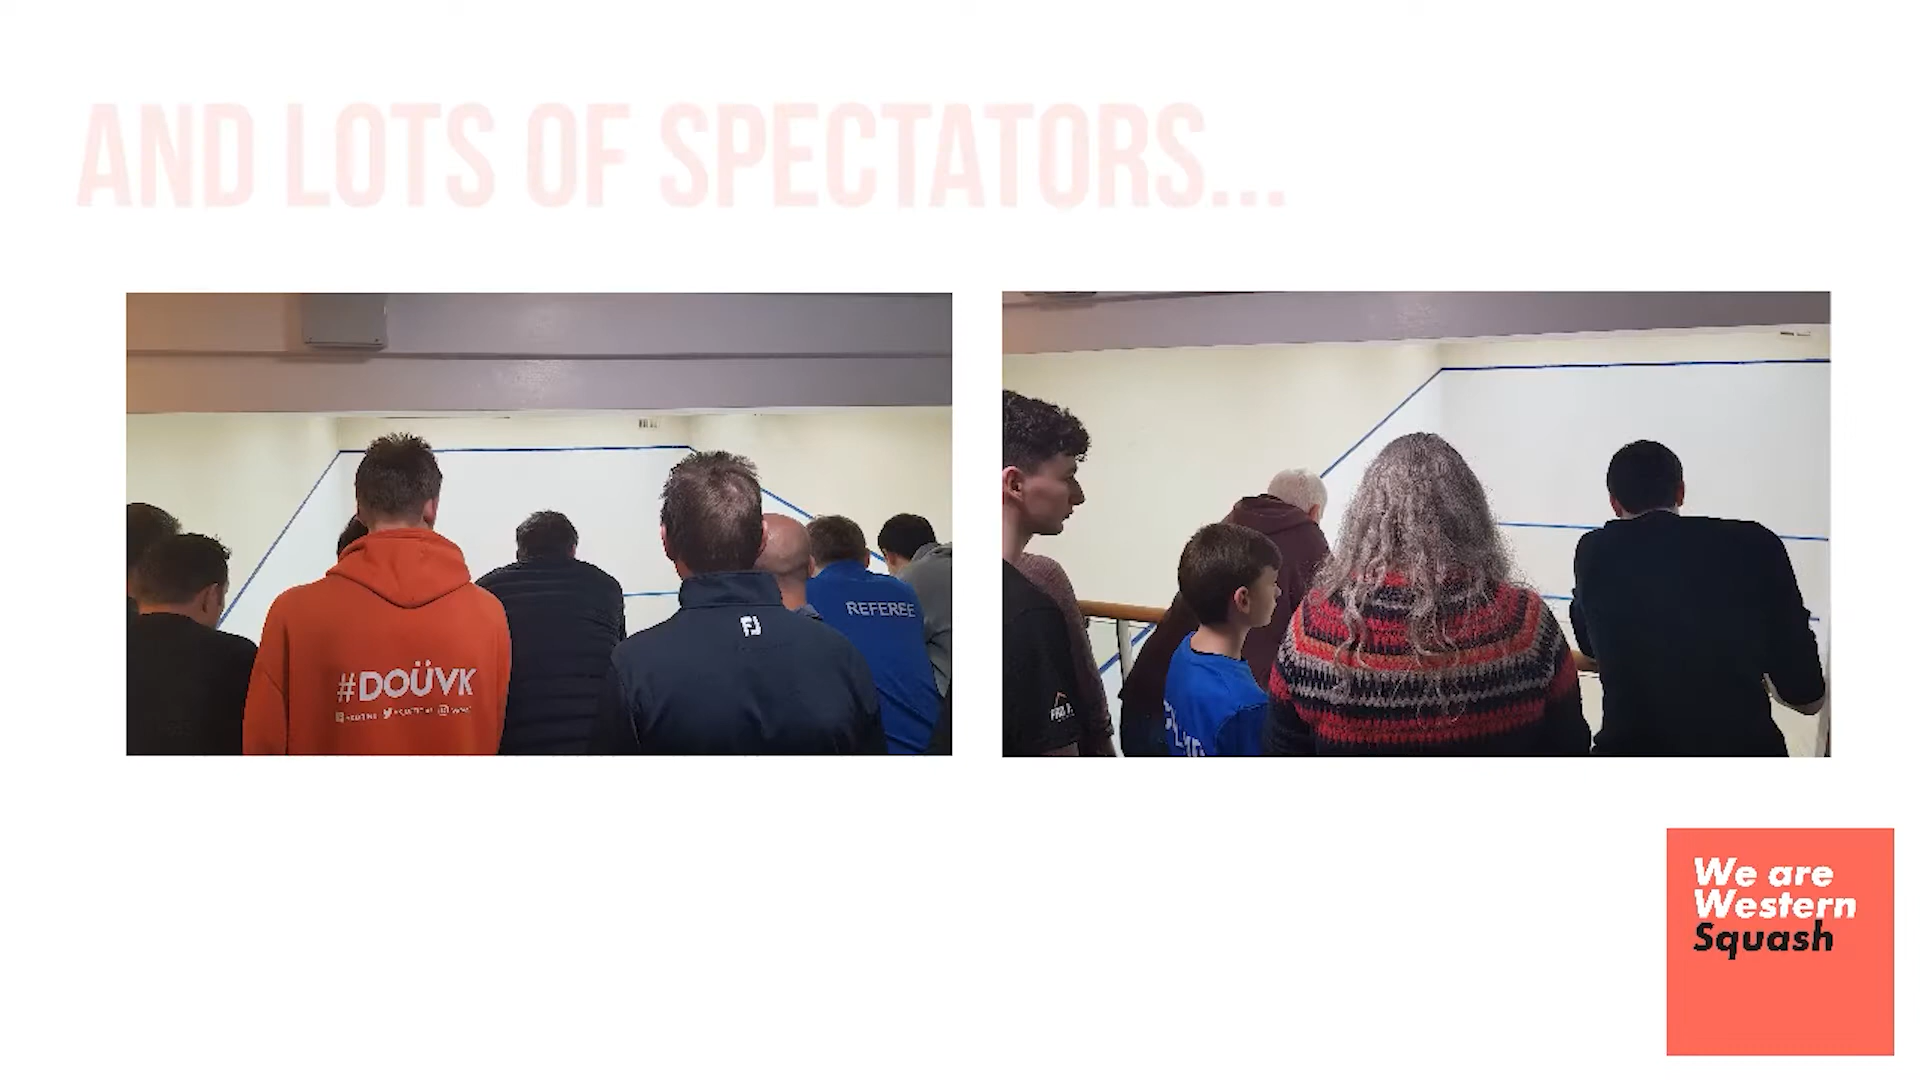 AND LOTS OF SPECTATORS...
#DOÜVK
FJ
REFEREE
We are
Western
Squash